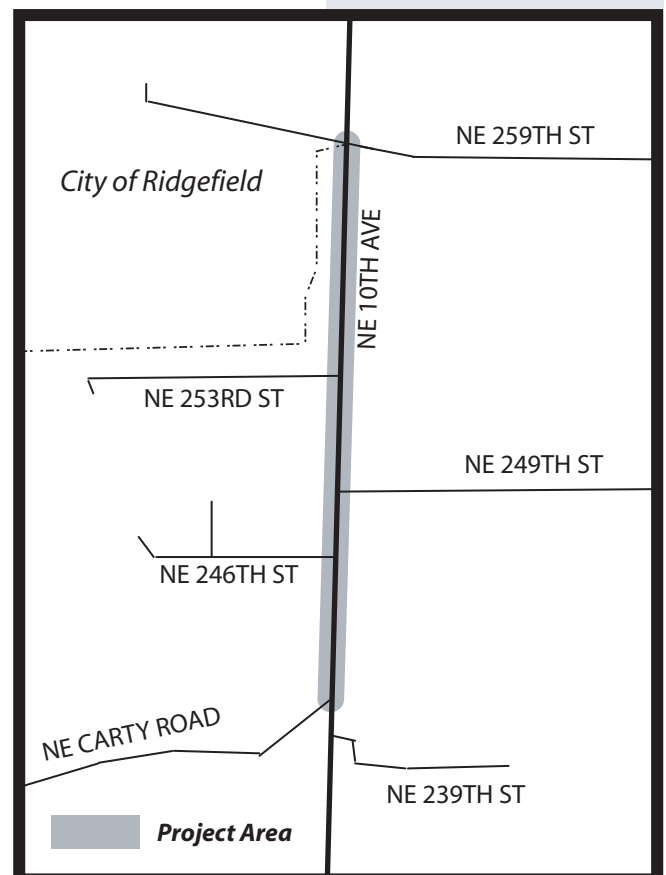 NE 259TH ST
City of Ridgefield
NE 10TH AVE
NE 253RD ST
NE 249TH ST
NE 246TH ST
NE CARTY ROAD
NE 239TH ST
Project Area